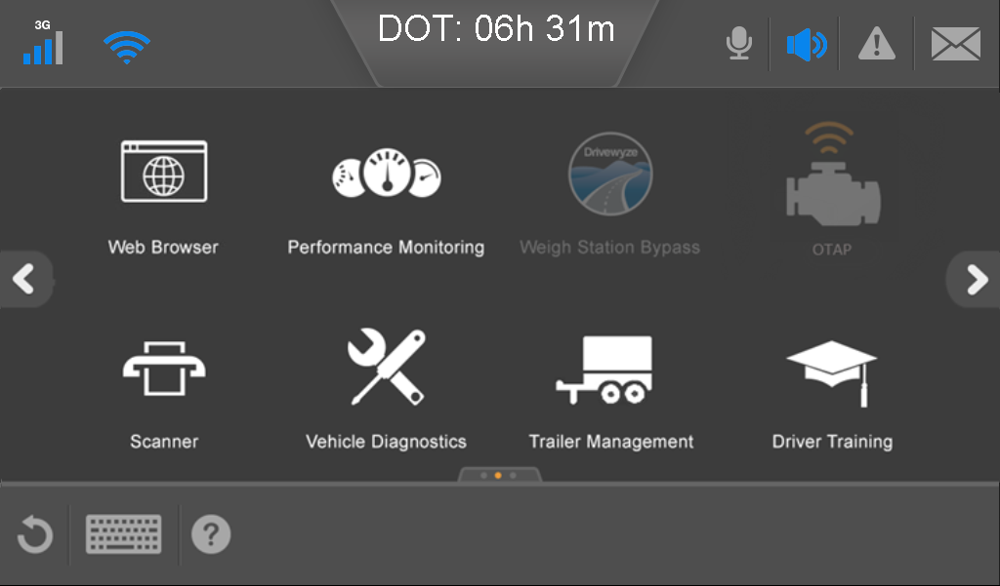 3G
DOT: 06h 31m
Drivewyze
Web Browser
Performance Monitoring
Weigh Station Bypass
OTAP
Scanner
Vehicle Diagnostics
Trailer Management
Driver Training
?